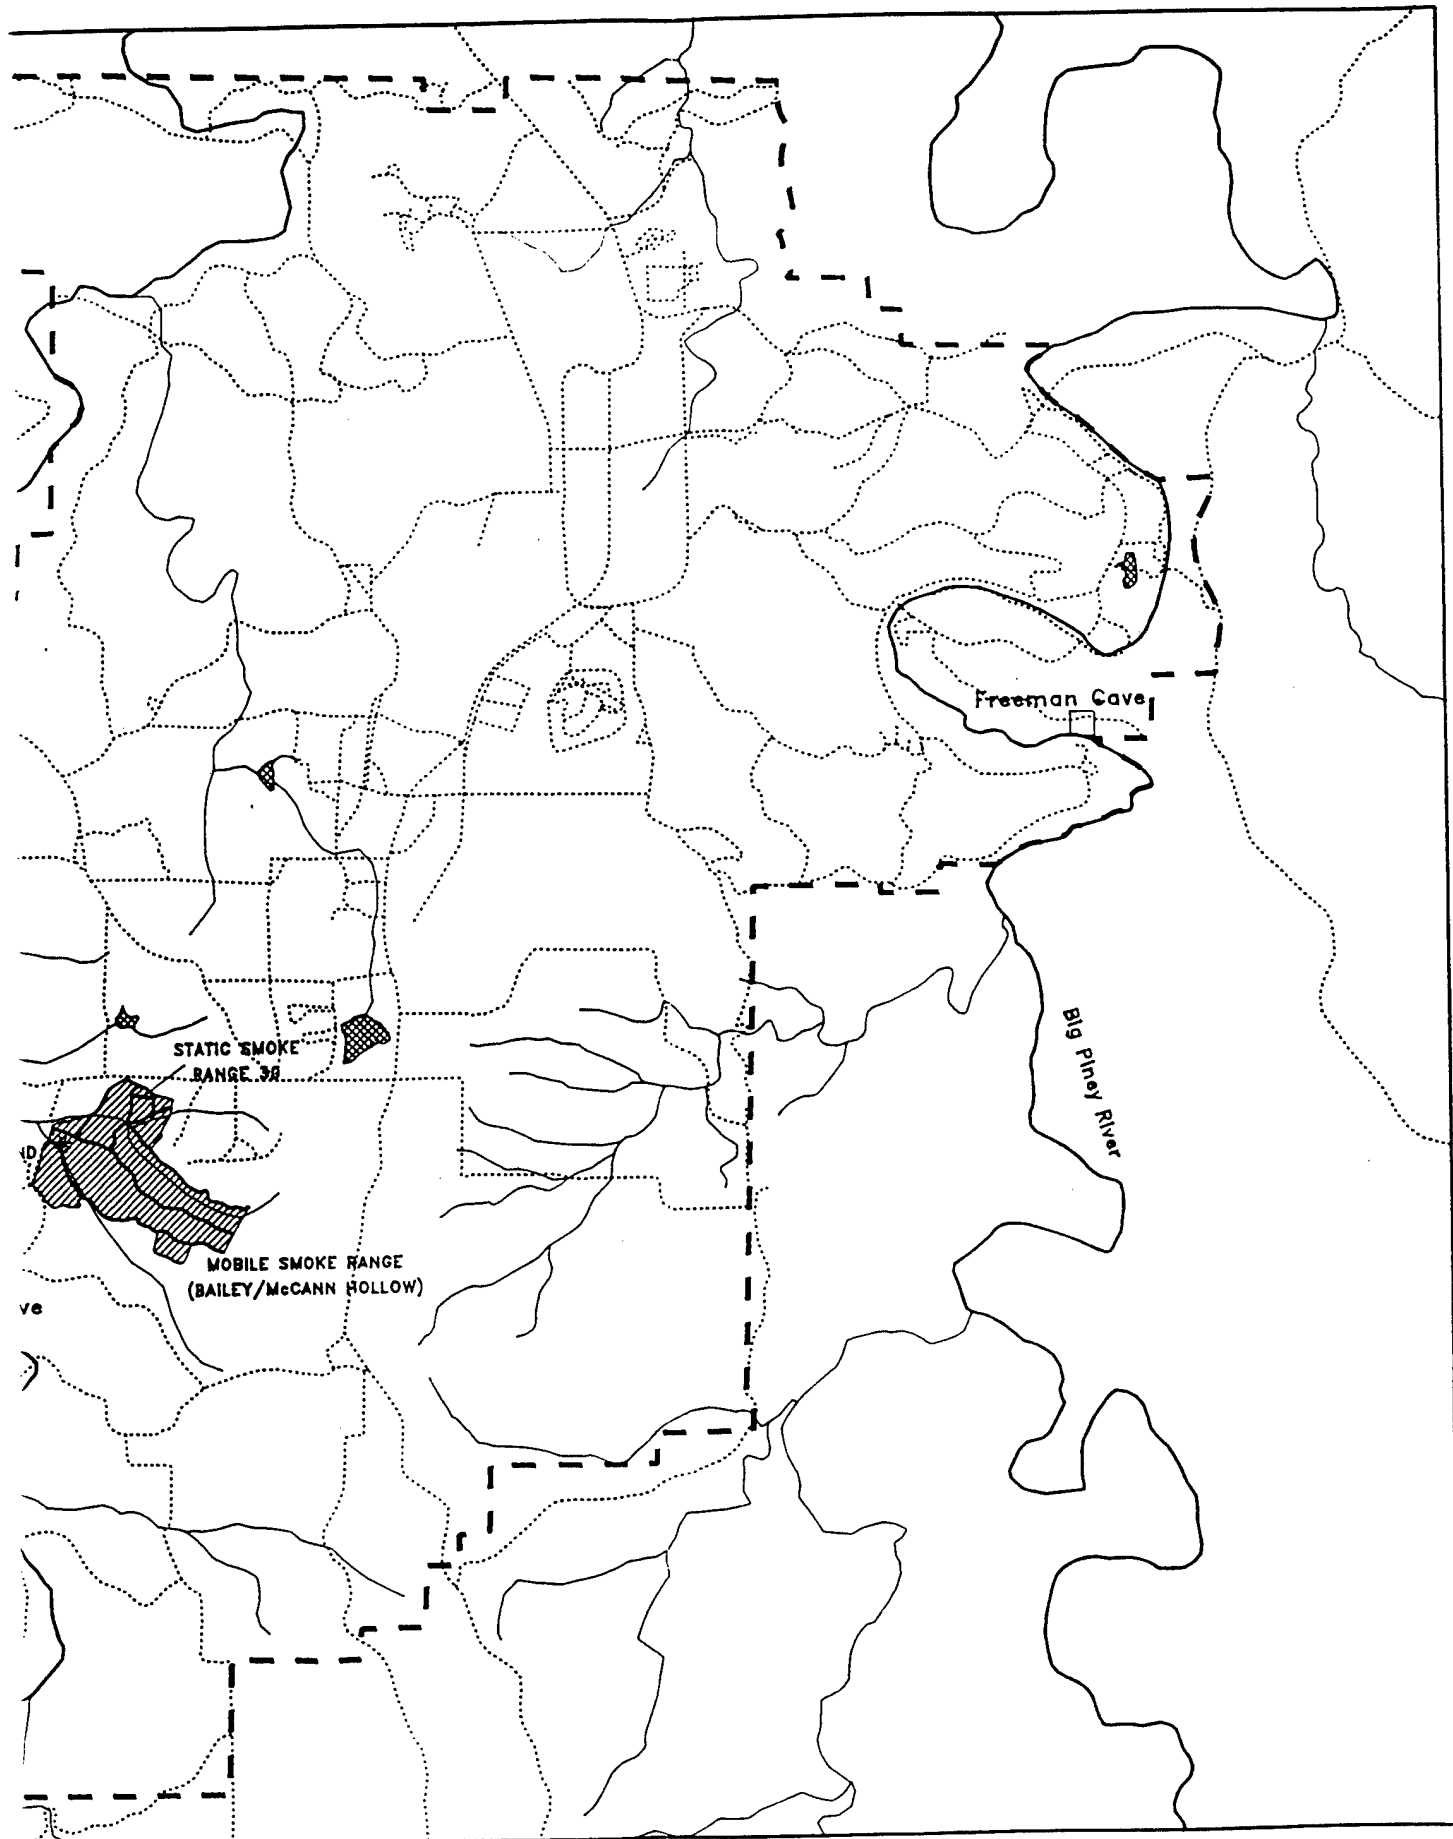 Freeman Cave
Big Piney River
STATIC SMOKE
RANGE 30
ND
MOBILE SMOKE RANGE
(BAILEY/McCANN HOLLOW)
ve